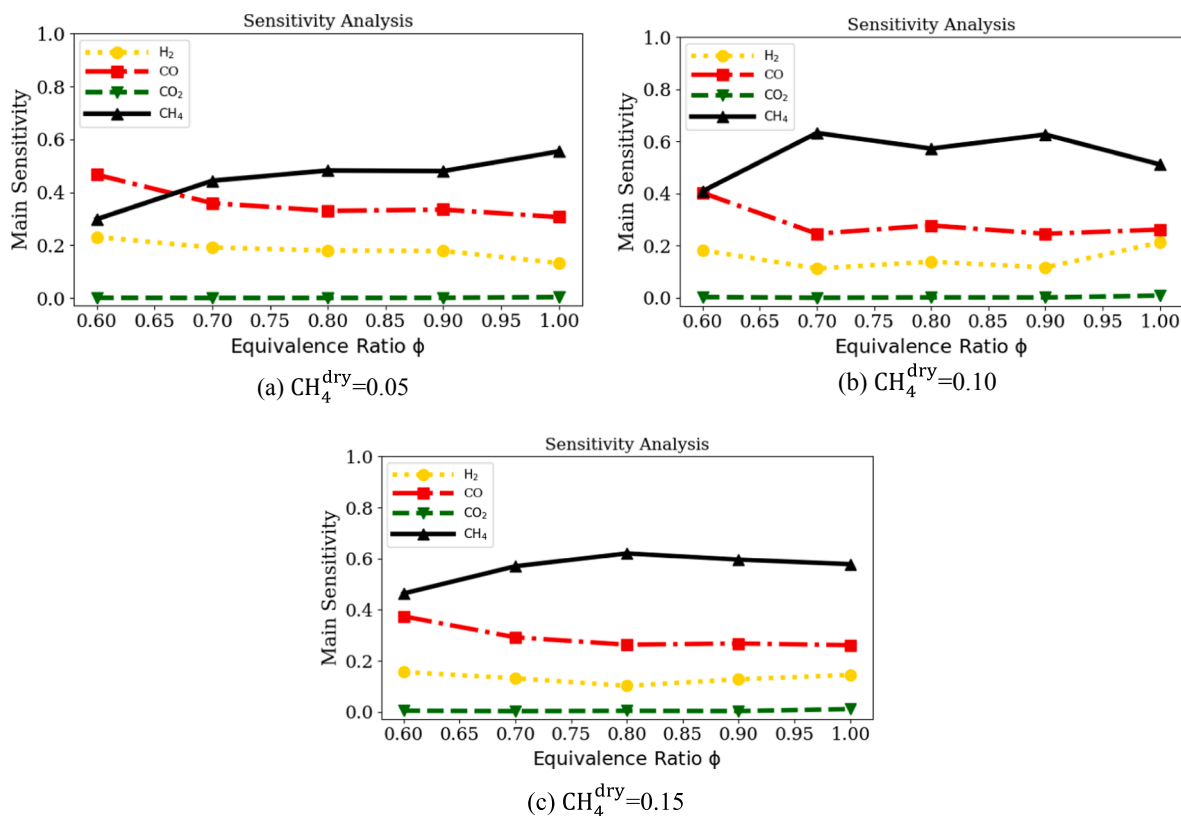 Sensitivity Analysis
1.0
0.8
0.6
0.4
0.2
0.0
Main Sensitivity
H₂
CO
CO₂
CH₄
0.60 0.65 0.70 0.75 0.80 0.85 0.90 0.95 1.00
Equivalence Ratio ϕ
(a) CH₄^dry=0.05
Sensitivity Analysis
1.0
0.8
0.6
0.4
0.2
0.0
Main Sensitivity
H₂
CO
CO₂
CH₄
0.60 0.65 0.70 0.75 0.80 0.85 0.90 0.95 1.00
Equivalence Ratio ϕ
(b) CH₄^dry=0.10
Sensitivity Analysis
1.0
0.8
0.6
0.4
0.2
0.0
Main Sensitivity
H₂
CO
CO₂
CH₄
0.60 0.65 0.70 0.75 0.80 0.85 0.90 0.95 1.00
Equivalence Ratio ϕ
(c) CH₄^dry=0.15